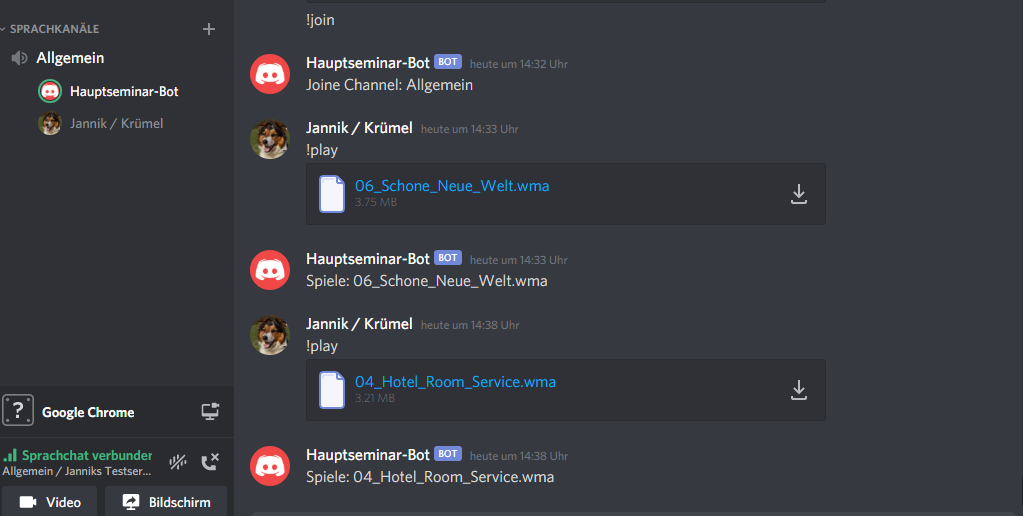 SPRACHKANÄLE
Allgemein
Hauptseminar-Bot
Jannik / Krümel
? Google Chrome
Sprachchat verbunden
Allgemein / Janniks Testser...
Video
Bildschirm
!join
Hauptseminar-Bot BOT heute um 14:32 Uhr
Joine Channel: Allgemein
Jannik / Krümel heute um 14:33 Uhr
!play
06_Schone_Neue_Welt.wma
3.75 MB
Hauptseminar-Bot BOT heute um 14:33 Uhr
Spiele: 06_Schone_Neue_Welt.wma
Jannik / Krümel heute um 14:38 Uhr
!play
04_Hotel_Room_Service.wma
3.21 MB
Hauptseminar-Bot BOT heute um 14:38 Uhr
Spiele: 04_Hotel_Room_Service.wma